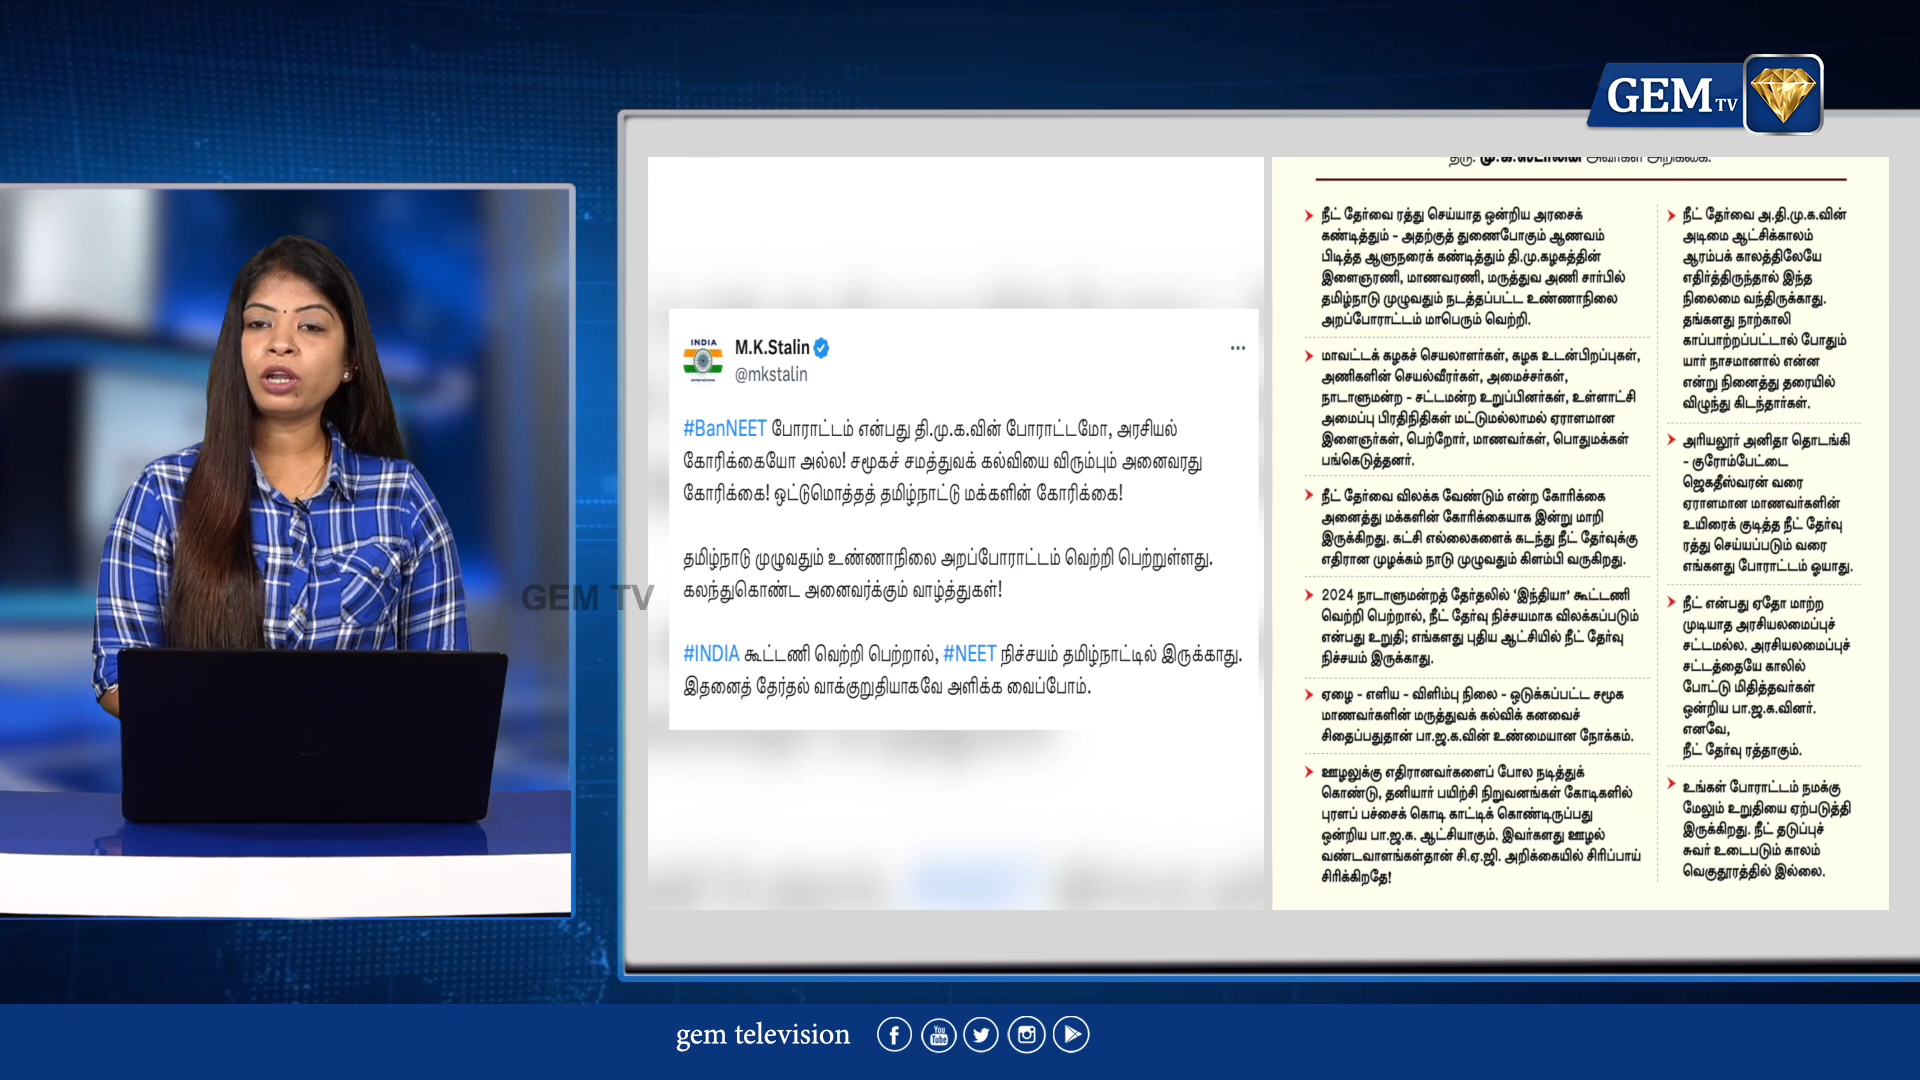 GEM TV
INDIA
M.K.Stalin
@mkstalin
#BanNEET போராட்டம் என்பது தி.மு.க.வின் போராட்டமோ, அரசியல்
கோரிக்கையோ அல்ல! சமூகச் சமத்துவக் கல்வியை விரும்பும் அனைவரது
கோரிக்கை! ஒட்டுமொத்தத் தமிழ்நாட்டு மக்களின் கோரிக்கை!
தமிழ்நாடு முழுவதும் உண்ணாநிலை அறப்போராட்டம் வெற்றி பெற்றுள்ளது.
கலந்துகொண்ட அனைவர்க்கும் வாழ்த்துகள்!
#INDIA கூட்டணி வெற்றி பெற்றால், #NEET நிச்சயம் தமிழ்நாட்டில் இருக்காது.
இதனைத் தேர்தல் வாக்குறுதியாகவே அளிக்க வைப்போம்.
GEM TV
திரு. மு.க.ஸ்டாலின் அவர்கள் அறிக்கை.
நீட் தேர்வை ரத்து செய்யாத ஒன்றிய அரசைக்
கண்டித்தும் - அதற்குத் துணைபோகும் ஆணவம்
பிடித்த ஆளுநரைக் கண்டித்தும் தி.மு.கழகத்தின்
இளைஞரணி, மாணவரணி, மருத்துவ அணி சார்பில்
தமிழ்நாடு முழுவதும் நடத்தப்பட்ட உண்ணாநிலை
அறப்போராட்டம் மாபெரும் வெற்றி.
மாவட்டக் கழகச் செயலாளர்கள், கழக உடன்பிறப்புகள்,
அணிகளின் செயல்வீரர்கள், அமைச்சர்கள்,
நாடாளுமன்ற - சட்டமன்ற உறுப்பினர்கள், உள்ளாட்சி
அமைப்பு பிரதிநிதிகள் மட்டுமல்லாமல் ஏராளமான
இளைஞர்கள், பெற்றோர், மாணவர்கள், பொதுமக்கள்
பங்கெடுத்தனர்.
நீட் தேர்வை விலக்க வேண்டும் என்ற கோரிக்கை
அனைத்து மக்களின் கோரிக்கையாக இன்று மாறி
இருக்கிறது. கட்சி எல்லைகளைக் கடந்து நீட் தேர்வுக்கு
எதிரான முழக்கம் நாடு முழுவதும் கிளம்பி வருகிறது.
2024 நாடாளுமன்றத் தேர்தலில் ‘இந்தியா’ கூட்டணி
வெற்றி பெற்றால், நீட் தேர்வு நிச்சயமாக விலக்கப்படும்
என்பது உறுதி; எங்களது புதிய ஆட்சியில் நீட் தேர்வு
நிச்சயம் இருக்காது.
ஏழை - எளிய - விளிம்பு நிலை - ஒடுக்கப்பட்ட சமூக
மாணவர்களின் மருத்துவக் கல்விக் கனவைச்
சிதைப்பதுதான் பா.ஜ.க.வின் உண்மையான நோக்கம்.
ஊழலுக்கு எதிரானவர்களைப் போல நடித்துக்
கொண்டு, தனியார் பயிற்சி நிறுவனங்கள் கோடிகளில்
புரளப் பச்சைக் கொடி காட்டிக் கொண்டிருப்பது
ஒன்றிய பா.ஜ.க. ஆட்சியாகும். இவர்களது ஊழல்
வண்டவாளங்கள்தான் சி.ஏ.ஜி. அறிக்கையில் சிரிப்பாய்
சிரிக்கிறதே!
நீட் தேர்வை அ.தி.மு.க.வின்
அடிமை ஆட்சிக்காலம்
ஆரம்பக் காலத்திலேயே
எதிர்த்திருந்தால் இந்த
நிலைமை வந்திருக்காது.
தங்களது நாற்காலி
காப்பாற்றப்பட்டால் போதும்
யார் நாசமானால் என்ன
என்று நினைத்து தரையில்
விழுந்து கிடந்தார்கள்.
அரியலூர் அனிதா தொடங்கி
- குரோம்பேட்டை
ஜெகதீஸ்வரன் வரை
ஏராளமான மாணவர்களின்
உயிரைக் குடித்த நீட் தேர்வு
ரத்து செய்யப்படும் வரை
எங்களது போராட்டம் ஓயாது.
நீட் என்பது ஏதோ மாற்ற
முடியாத அரசியலமைப்புச்
சட்டமல்ல. அரசியலமைப்புச்
சட்டத்தையே காலில்
போட்டு மிதித்தவர்கள்
ஒன்றிய பா.ஜ.க.வினர்.
எனவே,
நீட் தேர்வு ரத்தாகும்.
உங்கள் போராட்டம் நமக்கு
மேலும் உறுதியை ஏற்படுத்தி
இருக்கிறது. நீட் தடுப்புச்
சுவர் உடைபடும் காலம்
வெகுதூரத்தில் இல்லை.
gem television
You
Tube